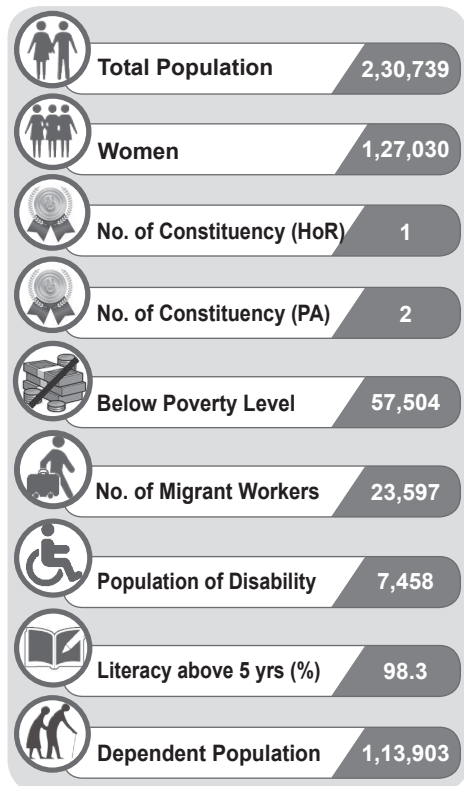 Total Population 2,30,739
Women 1,27,030
No. of Constituency (HoR) 1
No. of Constituency (PA) 2
Below Poverty Level 57,504
No. of Migrant Workers 23,597
Population of Disability 7,458
Literacy above 5 yrs (%) 98.3
Dependent Population 1,13,903